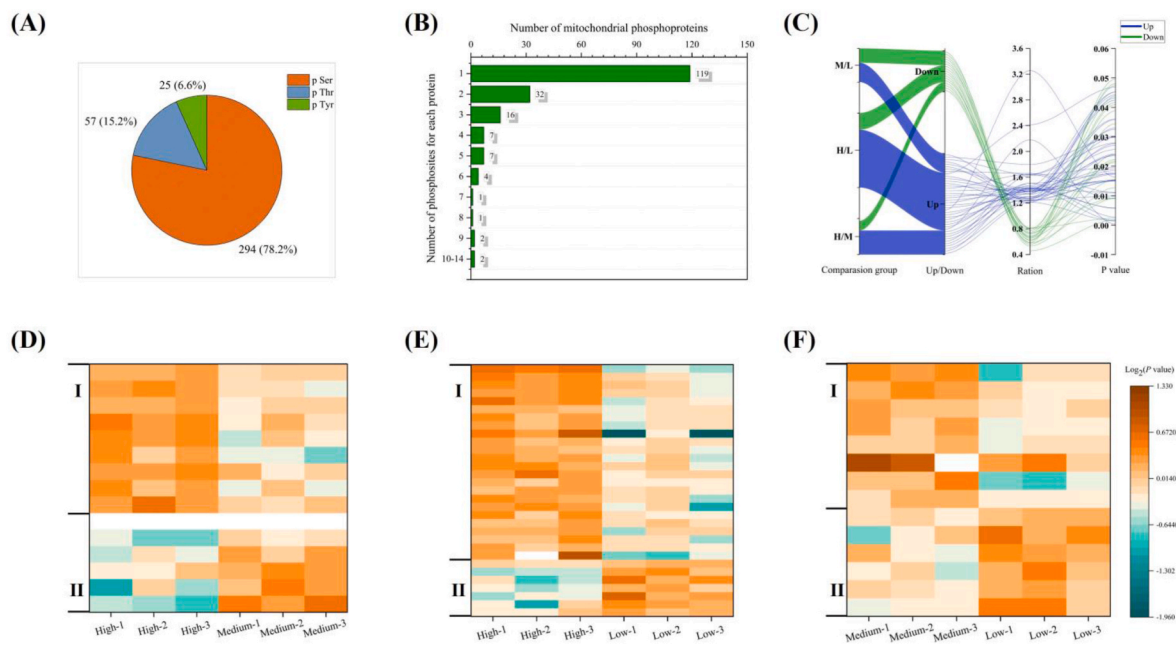 (A)
25 (6.6%)
57 (15.2%)
294 (78.2%)
p Ser
p Thr
p Tyr
(B)
Number of mitochondrial phosphoproteins
0 30 60 90 120 150
Number of phosphosites for each protein
1 119
2 32
3 16
4 7
5 7
6 4
7 1
8 1
9 2
10-14 2
(C)
Up
Down
M/L
H/L
H/M
Down
Up
3.6
3.2
2.8
2.4
2.0
1.6
1.2
0.8
0.4
0.06
0.05
0.04
0.03
0.02
0.01
0.00
-0.01
Comparasion group Up/Down Ration P value
(D)
I
II
High-1 High-2 High-3 Medium-1 Medium-2 Medium-3
(E)
I
II
High-1 High-2 High-3 Low-1 Low-2 Low-3
(F)
I
II
Medium-1 Medium-2 Medium-3 Low-1 Low-2 Low-3
Log2(P value)
1.330
0.6720
0.0140
-0.6440
-1.302
-1.960